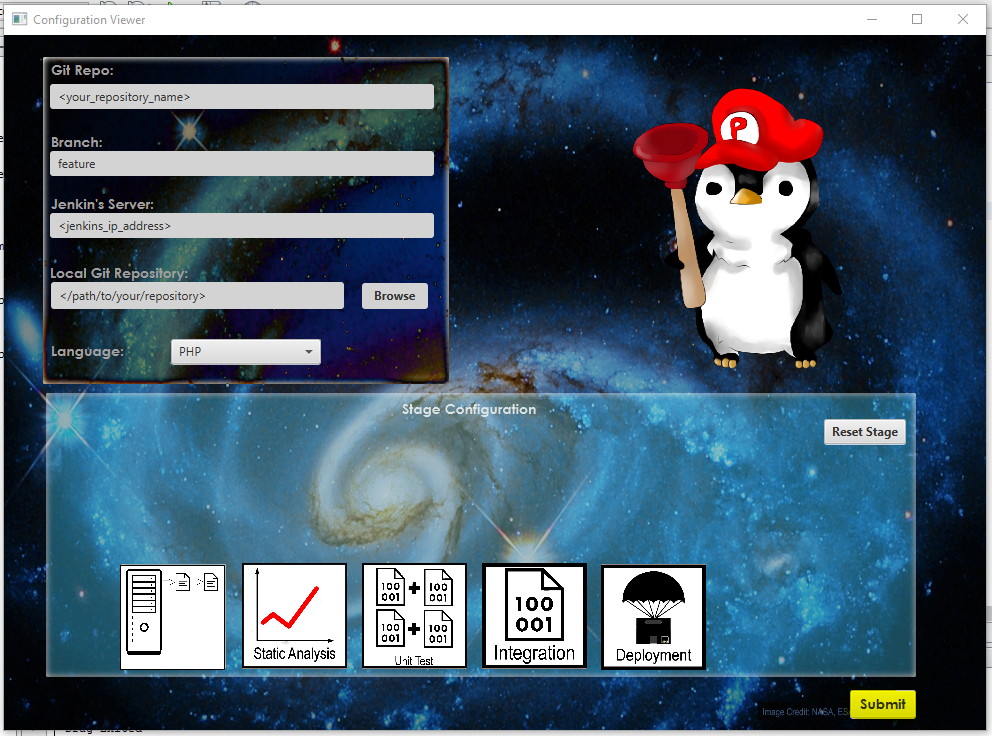 Configuration Viewer
Git Repo:
<your_repository_name>
Branch:
feature
Jenkin's Server:
<jenkins_ip_address>
Local Git Repository:
</path/to/your/repository>
Browse
Language:
PHP
P
Stage Configuration
Reset Stage
100
001
100
001
+
100
001
100
001
+
100
001
Static Analysis
Unit Test
Integration
Deployment
Submit
Image Credit: NASA,